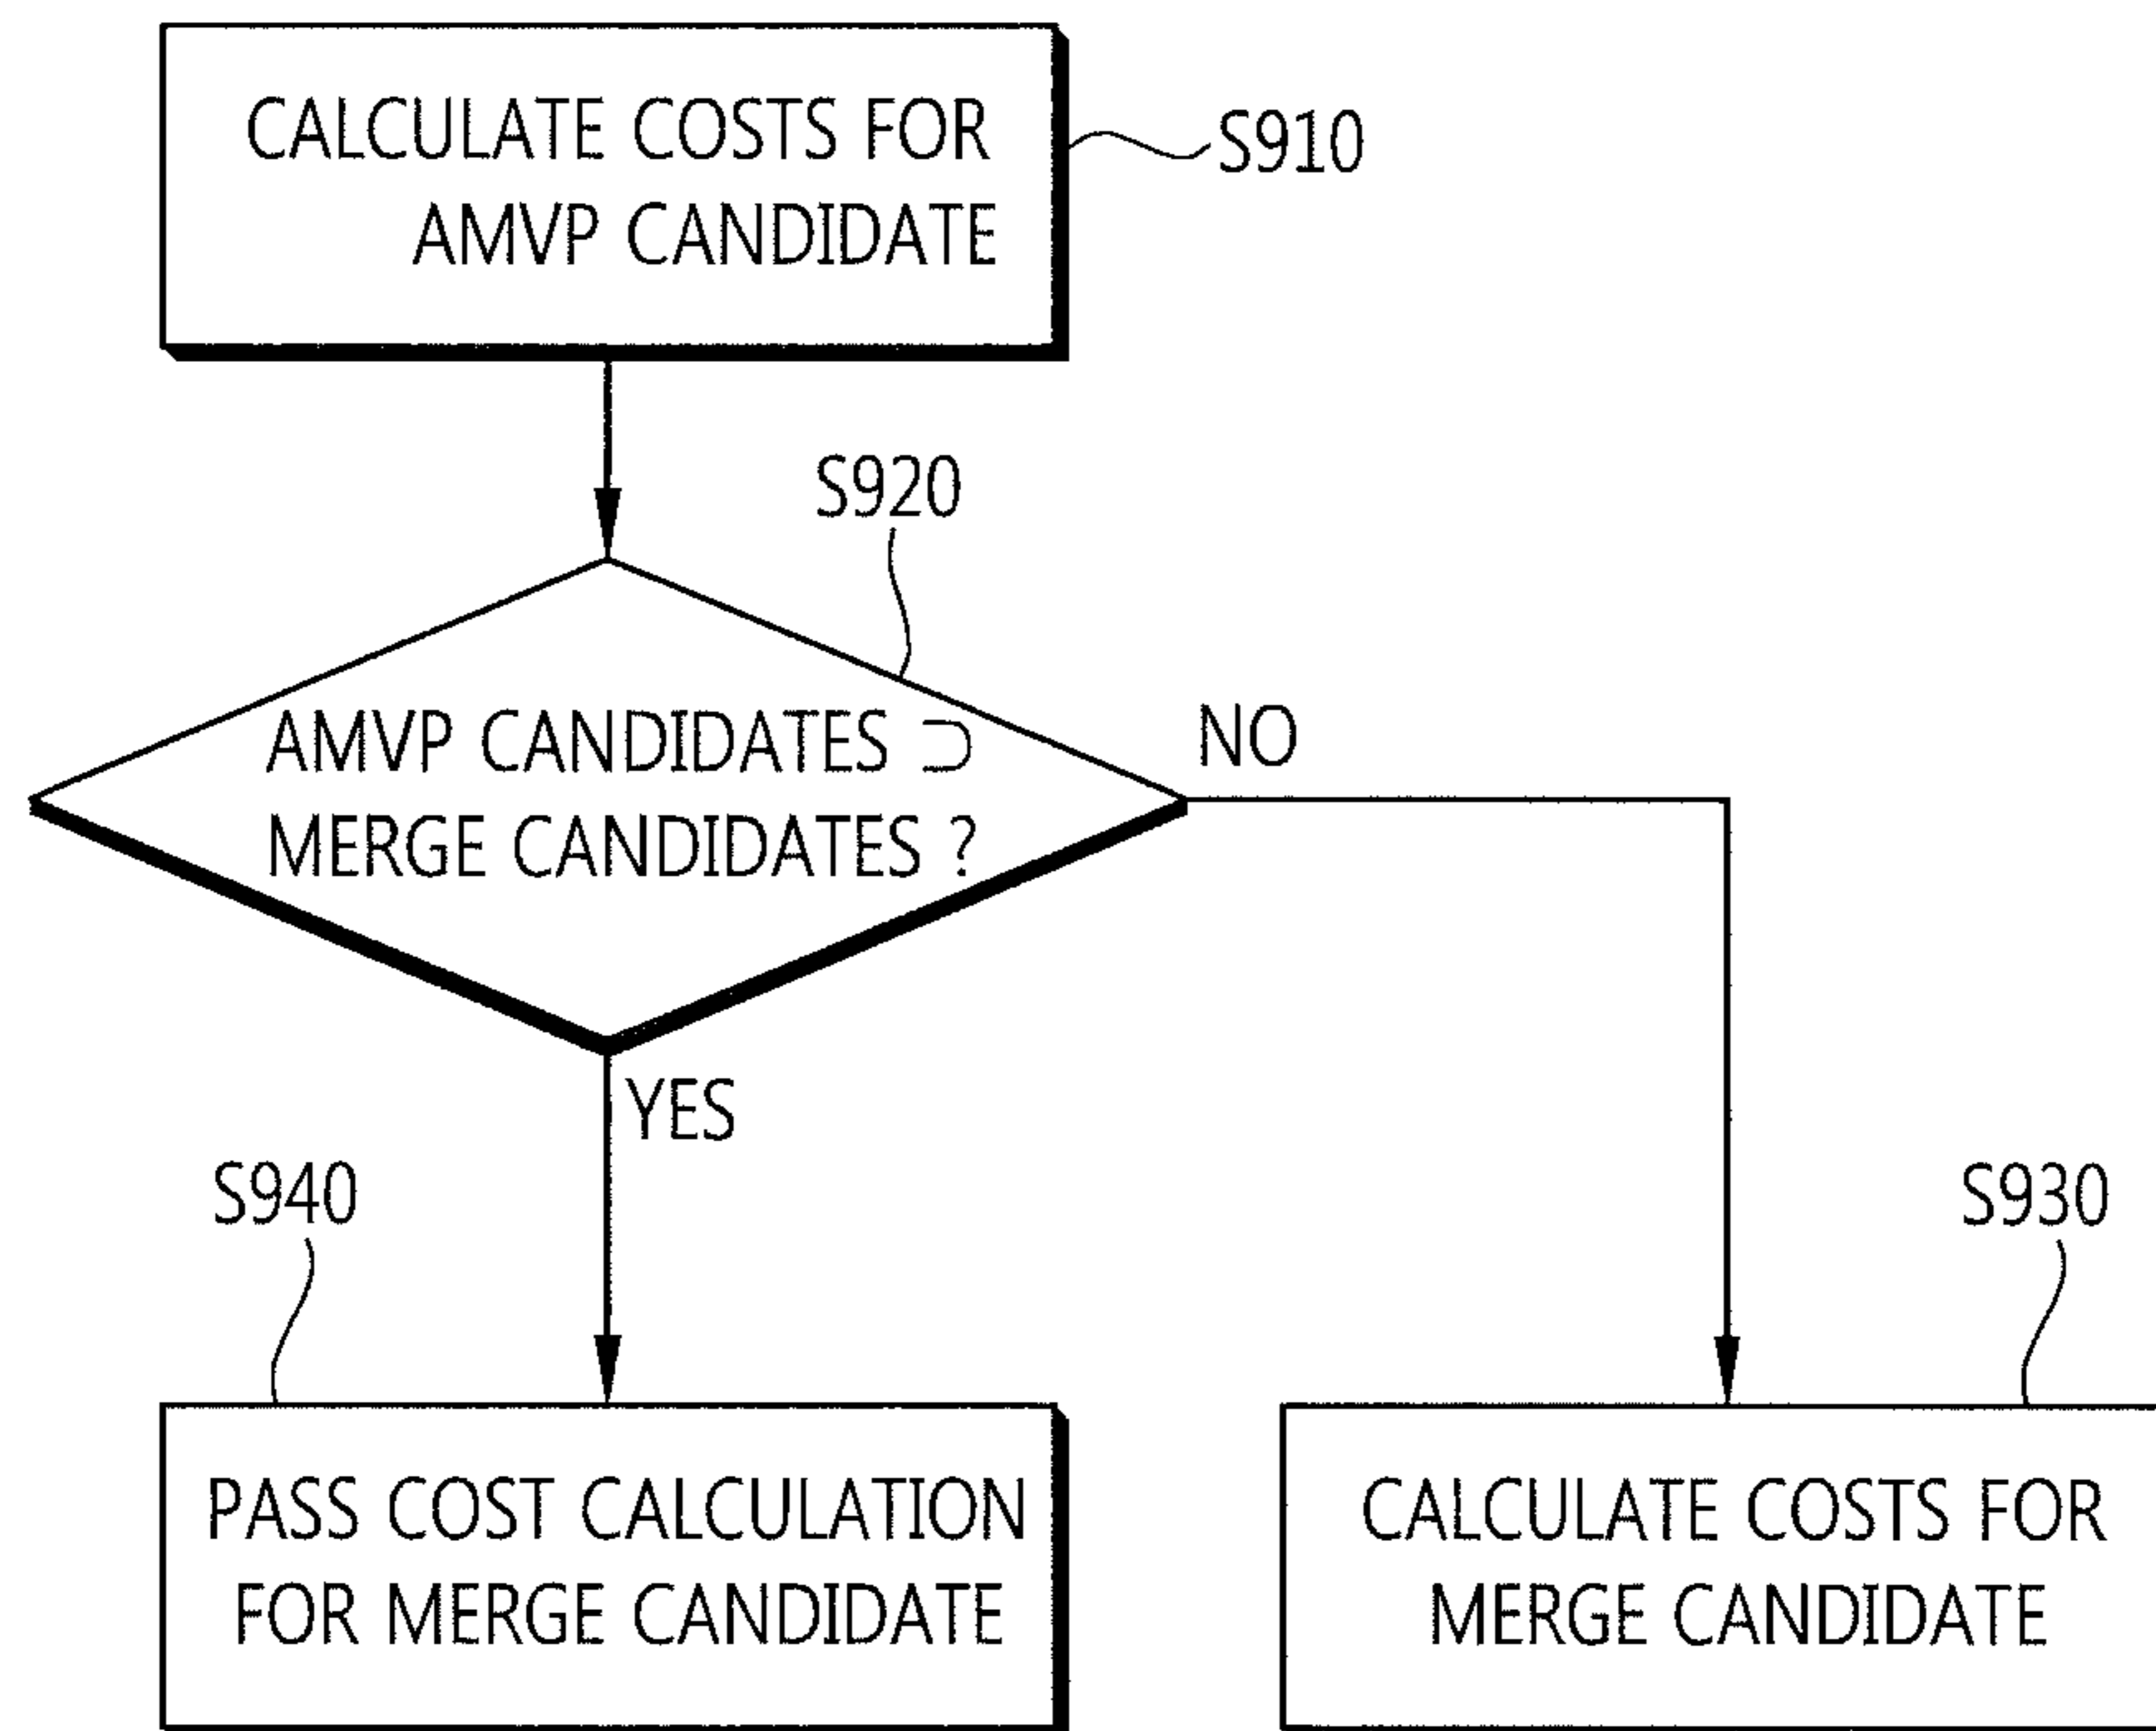 CALCULATE COSTS FOR
AMVP CANDIDATE
S910
S920
AMVP CANDIDATES ⊃
MERGE CANDIDATES ?
NO
YES
S940
S930
PASS COST CALCULATION
FOR MERGE CANDIDATE
CALCULATE COSTS FOR
MERGE CANDIDATE